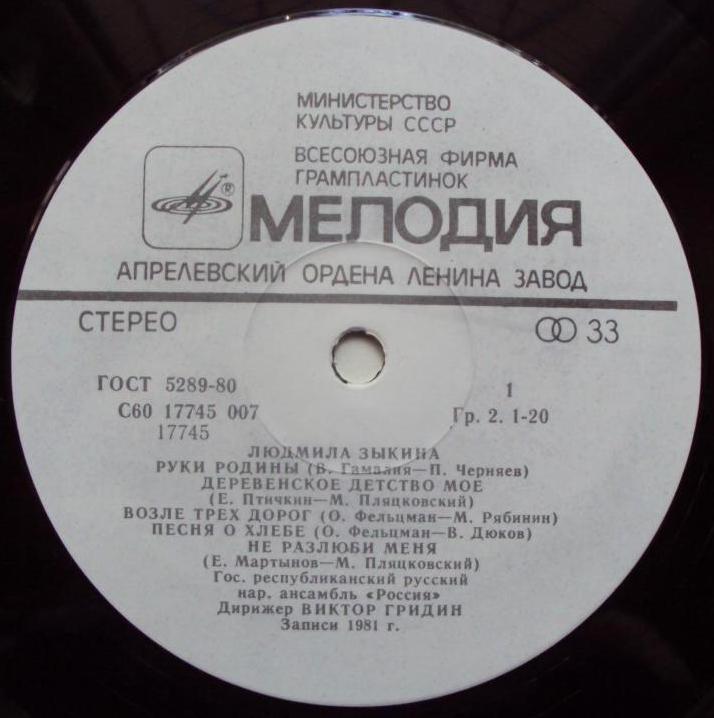 МИНИСТЕРСТВО
КУЛЬТУРЫ СССР
ВСЕСОЮЗНАЯ ФИРМА
ГРАМПЛАСТИНОК
®
МЕЛОДИЯ
АПРЕЛЕВСКИЙ ОРДЕНА ЛЕНИНА ЗАВОД
СТЕРЕО 33
ГОСТ 5289-80 1
С60 17745 007 Гр. 2. 1-20
17745
ЛЮДМИЛА ЗЫКИНА
РУКИ РОДИНЫ (В. Гамалия—П. Черняев)
ДЕРЕВЕНСКОЕ ДЕТСТВО МОЕ
(Е. Птичкин—М. Пляцковский)
ВОЗЛЕ ТРЕХ ДОРОГ (О. Фельцман—М. Рябинин)
ПЕСНЯ О ХЛЕБЕ (О. Фельцман—В. Дюков)
НЕ РАЗЛЮБИ МЕНЯ
(Е. Мартынов—М. Пляцковский)
Гос. республиканский русский
нар. ансамбль «Россия»
Дирижер ВИКТОР ГРИДИН
Записи 1981 г.